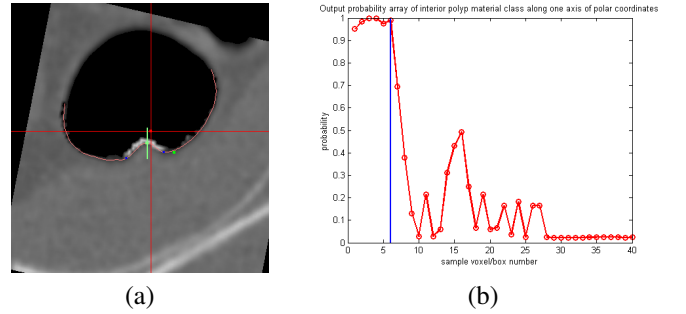 Output probability array of interior polyp material class along one axis of polar coordinates
1
0.9
0.8
0.7
0.6
0.5
0.4
0.3
0.2
0.1
0
probability
0 5 10 15 20 25 30 35 40
sample voxel/box number
(a) (b)